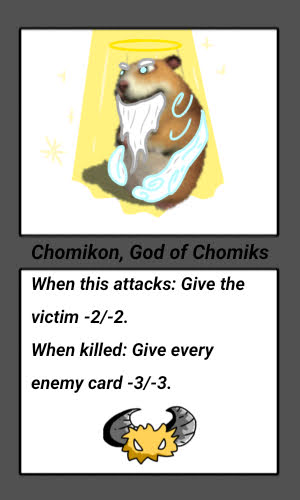 Chomikon, God of Chomiks
When this attacks: Give the
victim -2/-2.
When killed: Give every
enemy card -3/-3.